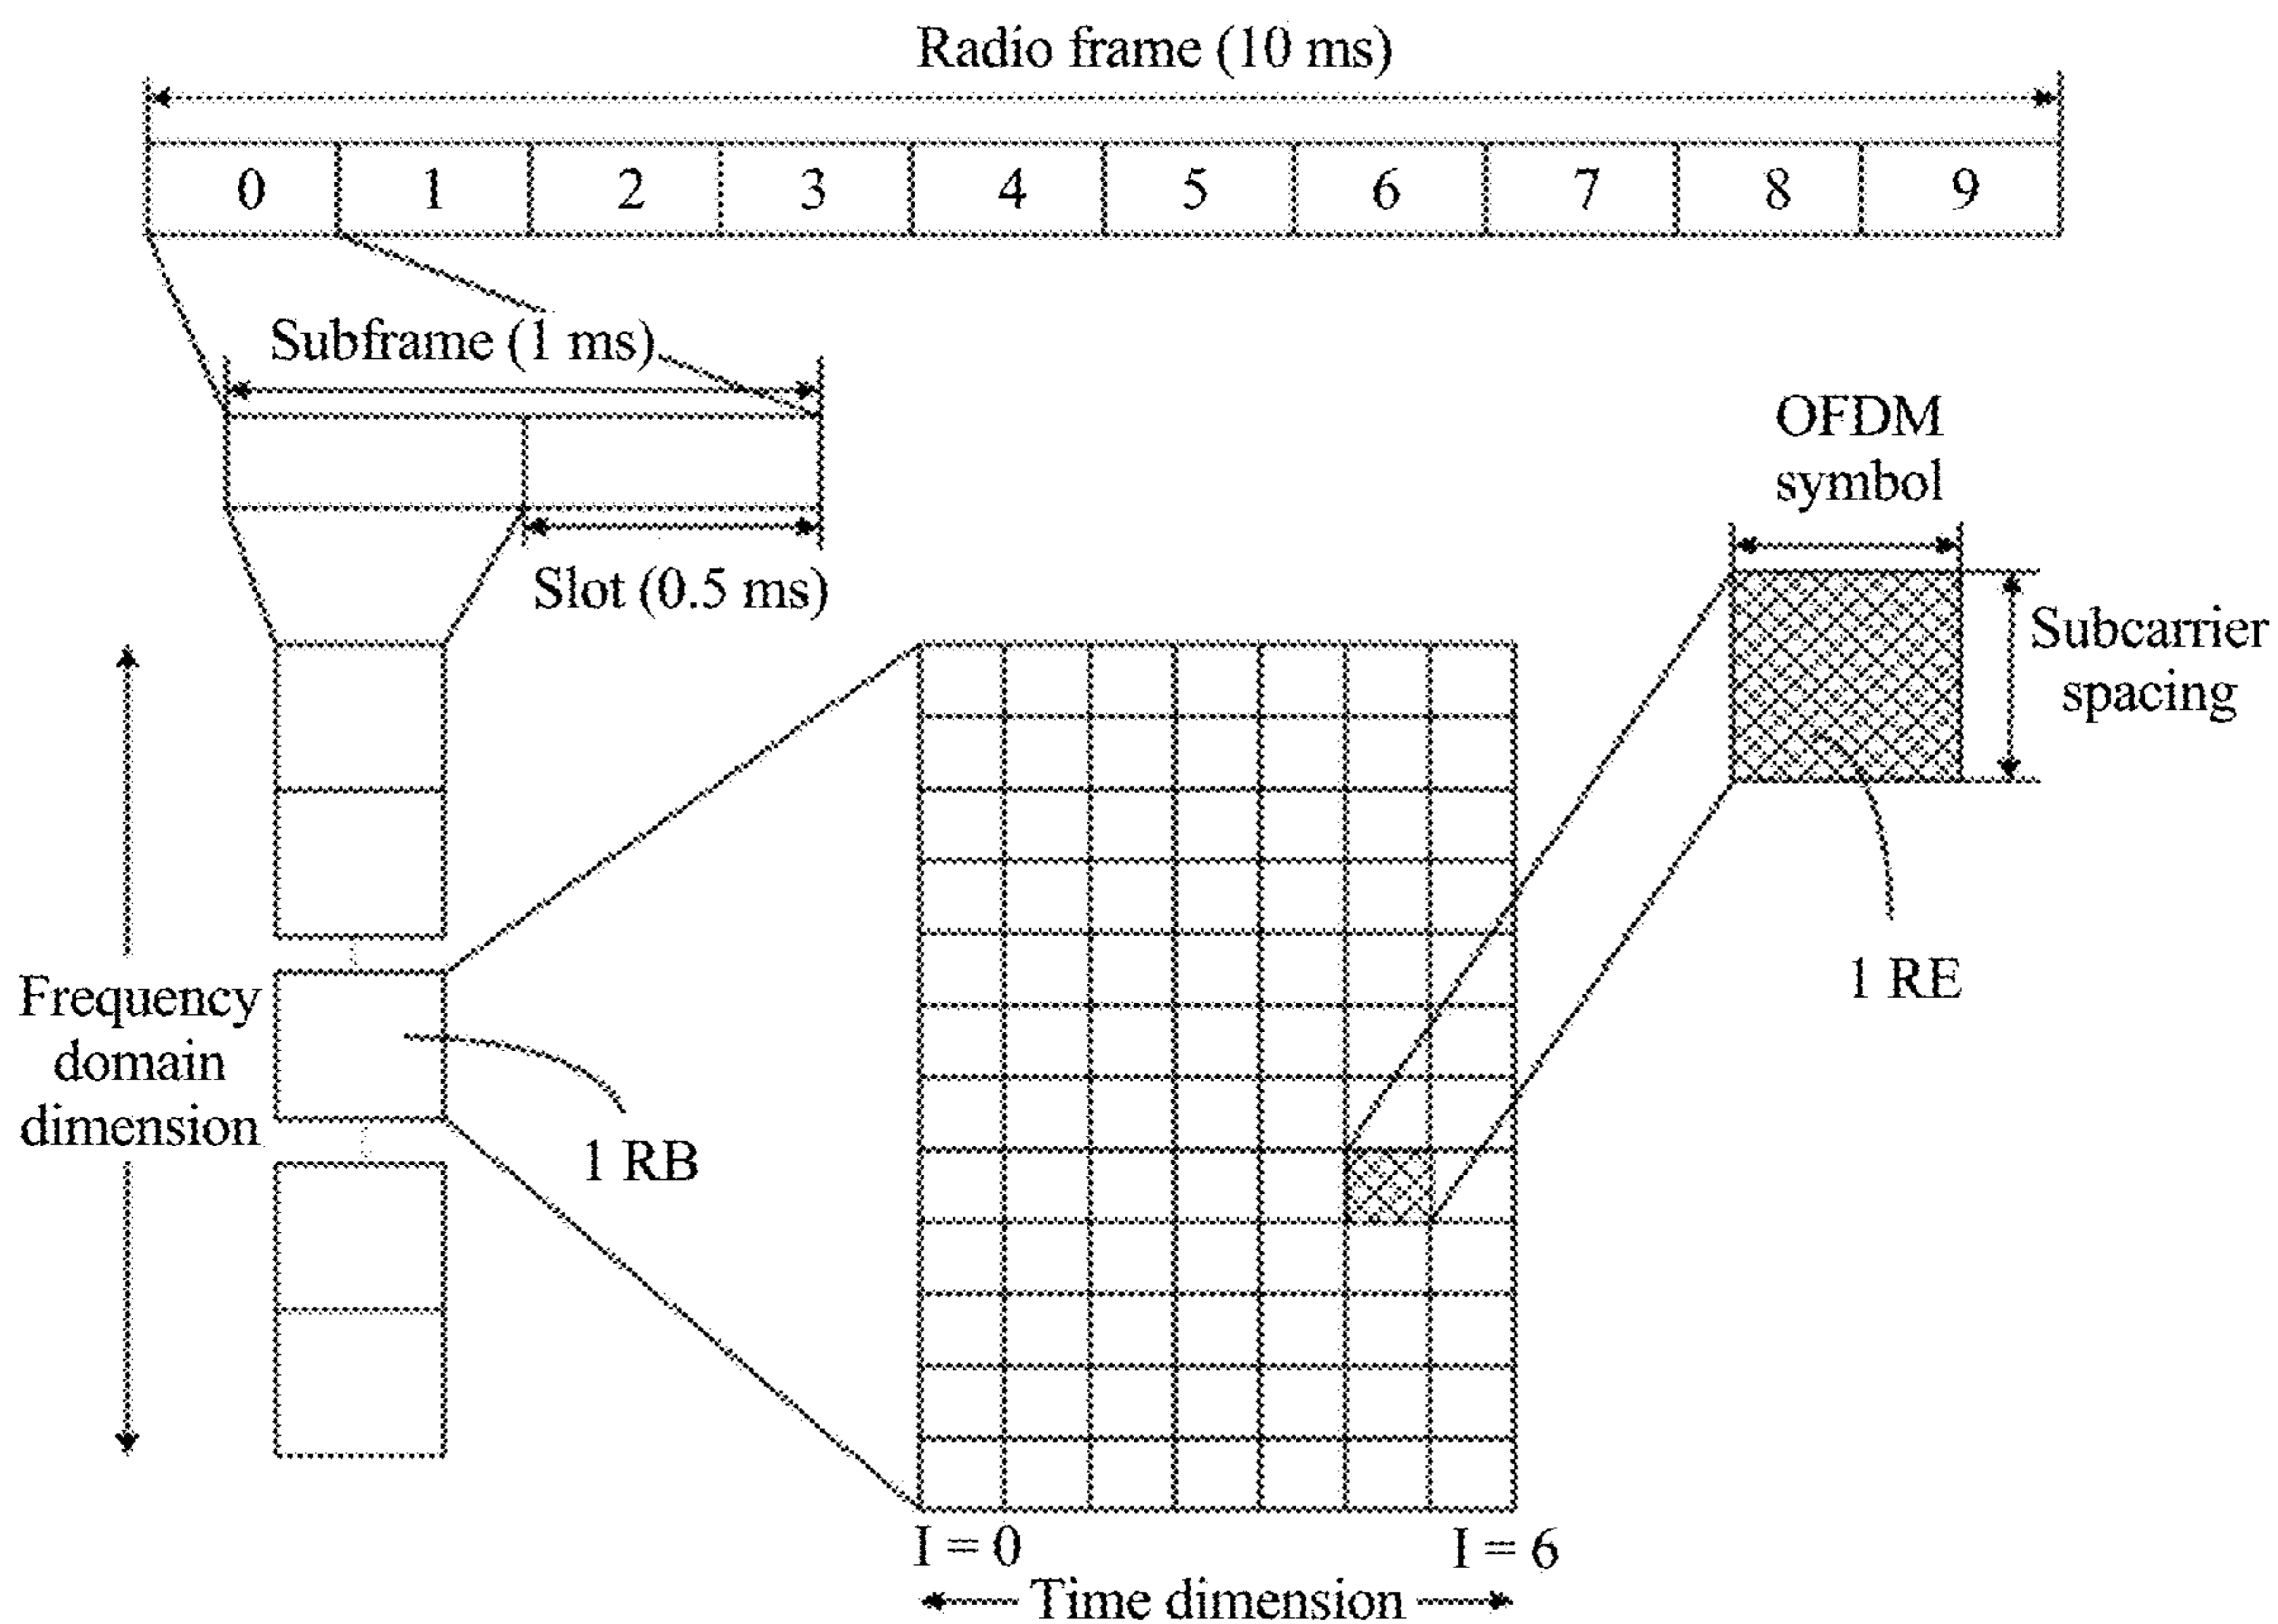 Radio frame (10 ms)
0 1 2 3 4 5 6 7 8 9
Subframe (1 ms)
OFDM
symbol
Slot (0.5 ms)
Subcarrier
spacing
1 RE
Frequency
domain
dimension
1 RB
I = 0
I = 6
Time dimension